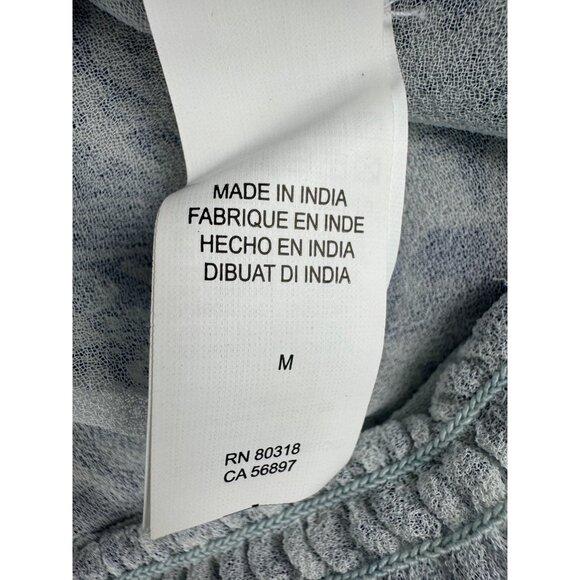 MADE IN INDIA
FABRIQUE EN INDE
HECHO EN INDIA
DIBUAT DI INDIA
M
RN 80318
CA 56897